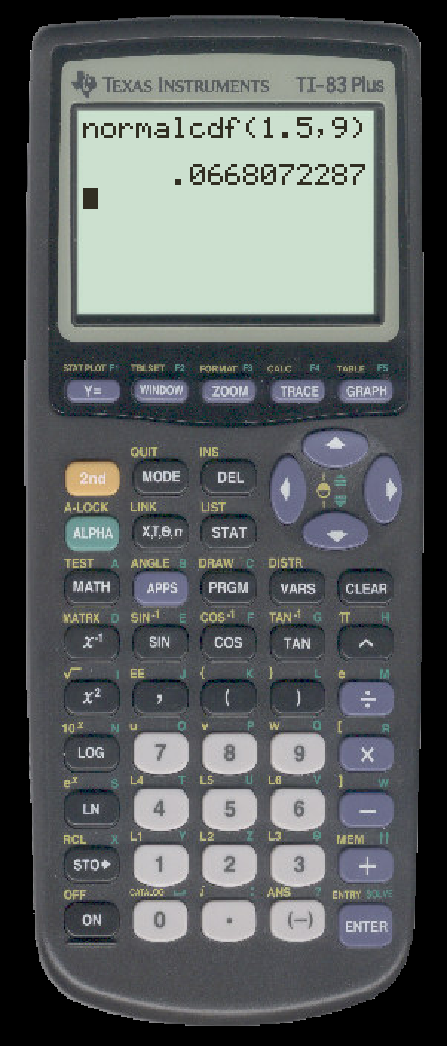 TEXAS INSTRUMENTS TI-83 Plus
normalcdf(1.5,9)
.0668072287
STAT PLOT F1 TBLSET F2 FORMAT F3 CALC F4 TABLE F5
Y= WINDOW ZOOM TRACE GRAPH
QUIT INS
2nd MODE DEL
A-LOCK LINK LIST
ALPHA X,T,Θ,n STAT
TEST A ANGLE B DRAW C DISTR
MATH APPS PRGM VARS CLEAR
MATRX D SIN⁻¹ E COS⁻¹ F TAN⁻¹ G π H
x⁻¹ SIN COS TAN ^
√ I EE J { K } L e M
x² , ( ) ÷
10ˣ N u O v P w Q [ R
LOG 7 8 9 ×
eˣ S L4 T L5 U L6 V ] W
LN 4 5 6 −
RCL X L1 Y L2 Z L3 θ MEM "
STO→ 1 2 3 +
OFF CATALOG i : ANS ? ENTRY SOLVE
ON 0 . (−) ENTER